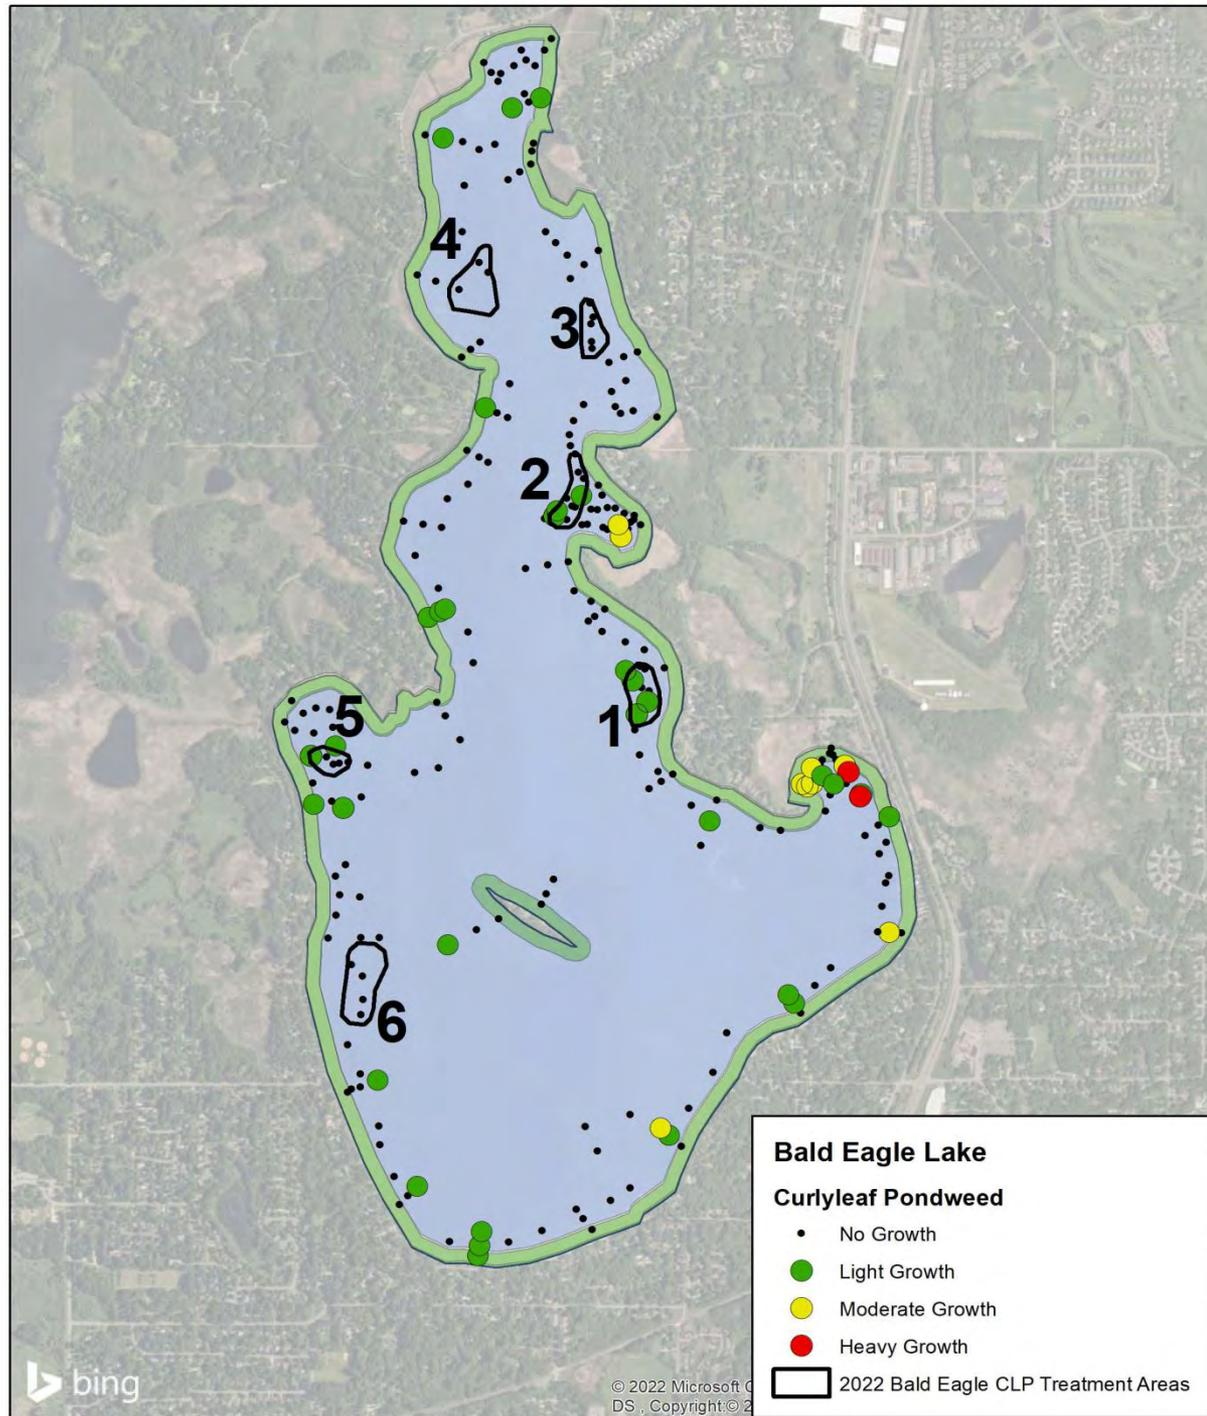 4
3
2
1
5
6
Bald Eagle Lake
Curlyleaf Pondweed
No Growth
Light Growth
Moderate Growth
Heavy Growth
2022 Bald Eagle CLP Treatment Areas
bing
© 2022 Microsoft
DS , Copyright:©